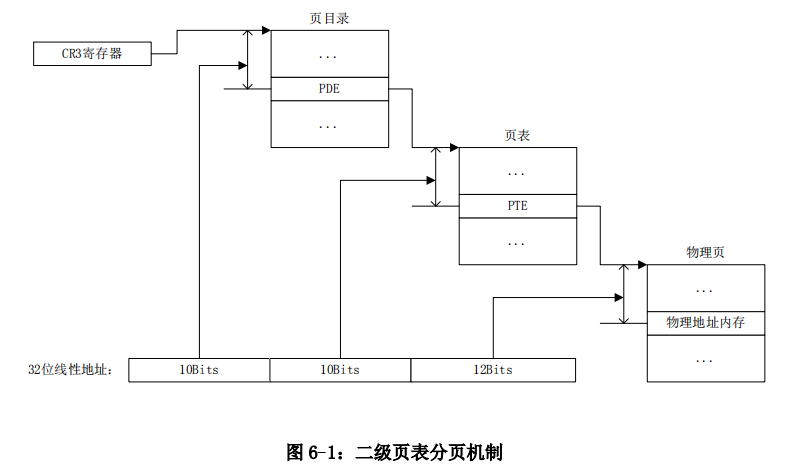 页目录
CR3寄存器
...
PDE
...
页表
...
PTE
...
物理页
...
物理地址内存
...
32位线性地址：
10Bits
10Bits
12Bits
图 6-1：二级页表分页机制